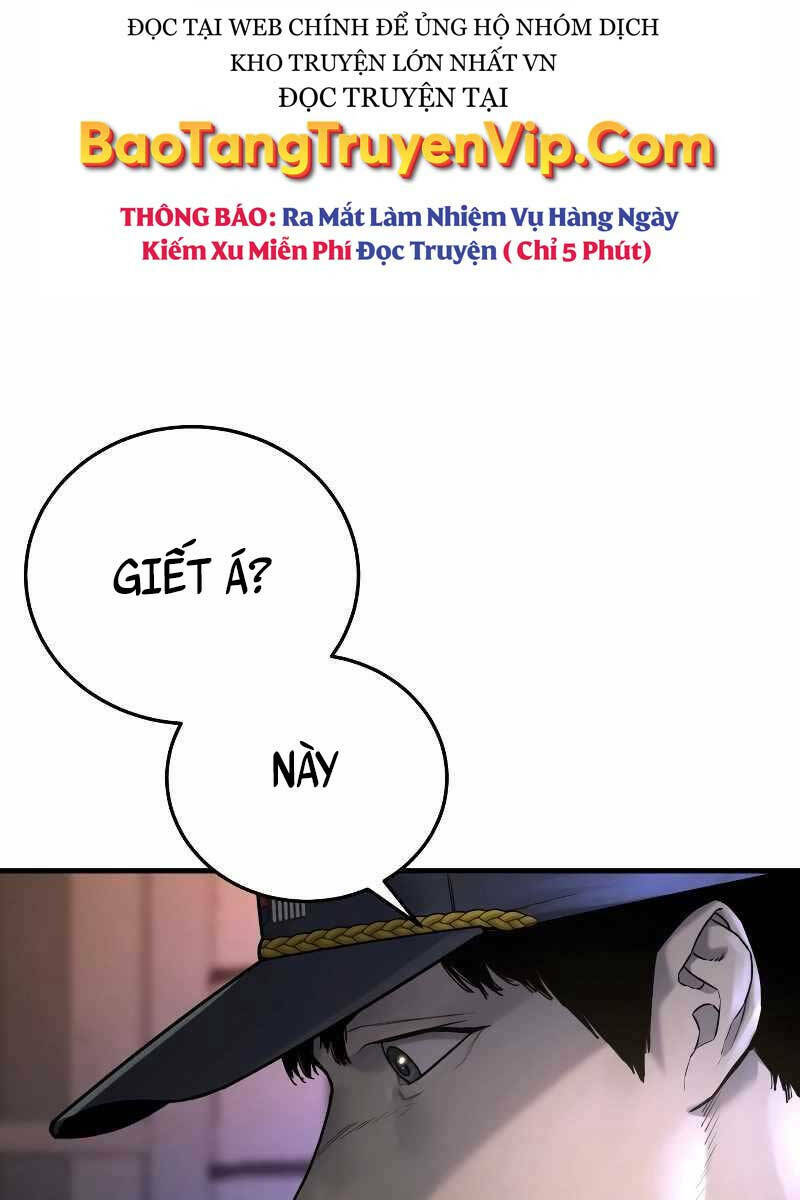 ĐỌC TẠI WEB CHÍNH ĐỂ ỦNG HỘ NHÓM DỊCH
KHO TRUYỆN LỚN NHẤT VN
ĐỌC TRUYỆN TẠI
BaoTangTruyenVip.Com
THÔNG BÁO: Ra Mắt Làm Nhiệm Vụ Hàng Ngày
Kiếm Xu Miễn Phí Đọc Truyện ( Chỉ 5 Phút)
GIẾT Á?
NÀY